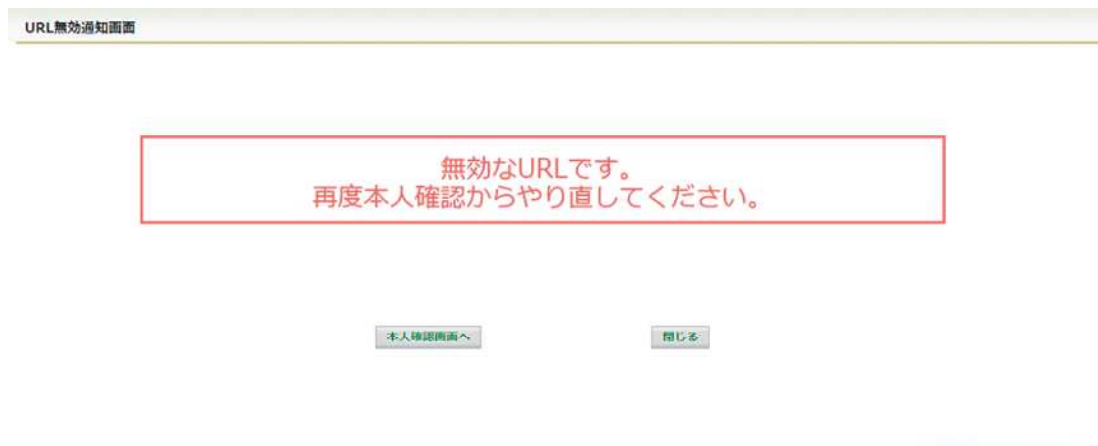 URL無効通知画面
無効なURLです。
再度本人確認からやり直してください。
本人確認画面へ
閉じる